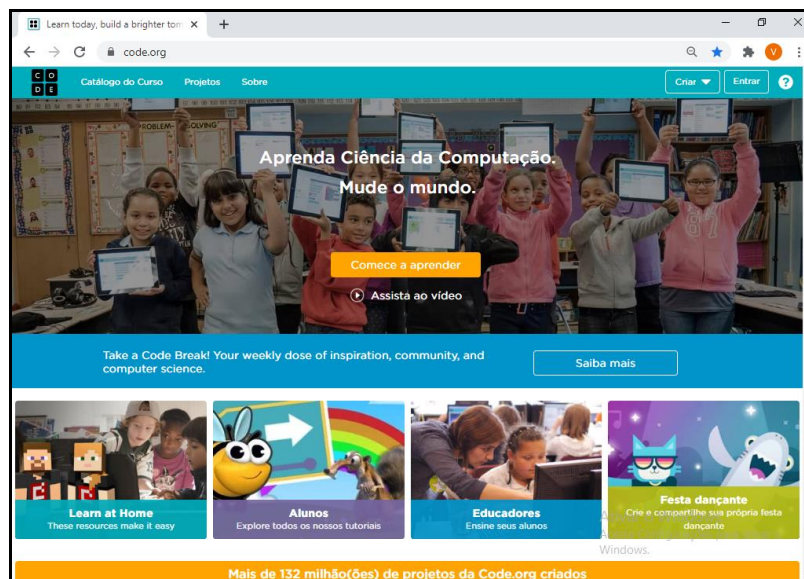 Learn today, build a brighter tom
code.org
V
CODE
Catálogo do Curso Projetos Sobre
Criar Entrar ?
PROBLEM-SOLVING
Aprenda Ciência da Computação.
Mude o mundo.
Comece a aprender
Assista ao vídeo
Take a Code Break! Your weekly dose of inspiration, community, and
computer science.
Saiba mais
Learn at Home
These resources make it easy
Alunos
Explore todos os nossos tutoriais
Educadores
Ensine seus alunos
Festa dançante
Crie e compartilhe sua própria festa
dançante
Windows.
Mais de 132 milhão(ões) de projetos da Code.org criados